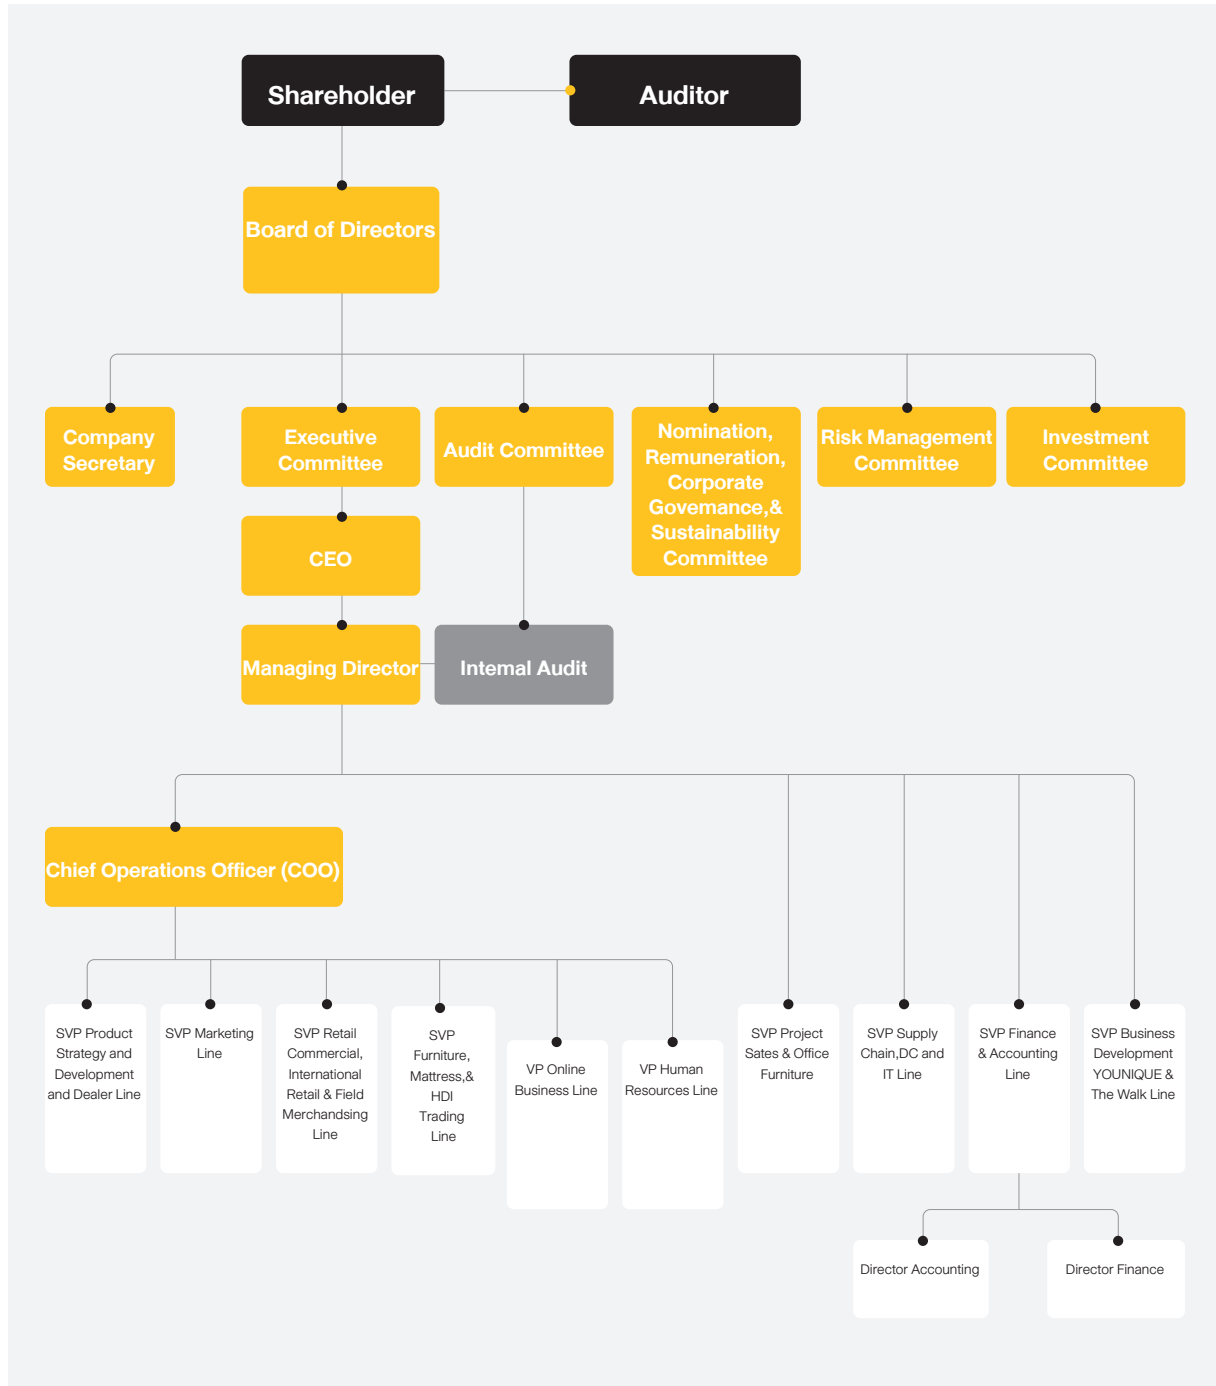 Shareholder
Auditor
Board of Directors
Company
Secretary
Executive
Committee
Audit Committee
Nomination,
Remuneration,
Corporate
Governance,&
Sustainability
Committee
Risk Management
Committee
Investment
Committee
CEO
Managing Director
Intemal Audit
Chief Operations Officer (COO)
SVP Product
Strategy and
Development
and Dealer Line
SVP Marketing
Line
SVP Retail
Commercial,
International
Retail & Field
Merchandsing
Line
SVP
Furniture,
Mattress,&
HDI
Trading
Line
VP Online
Business Line
VP Human
Resources Line
SVP Project
Sates & Office
Furniture
SVP Supply
Chain,DC and
IT Line
SVP Finance
& Accounting
Line
SVP Business
Development
YOUNIQUE &
The Walk Line
Director Accounting
Director Finance